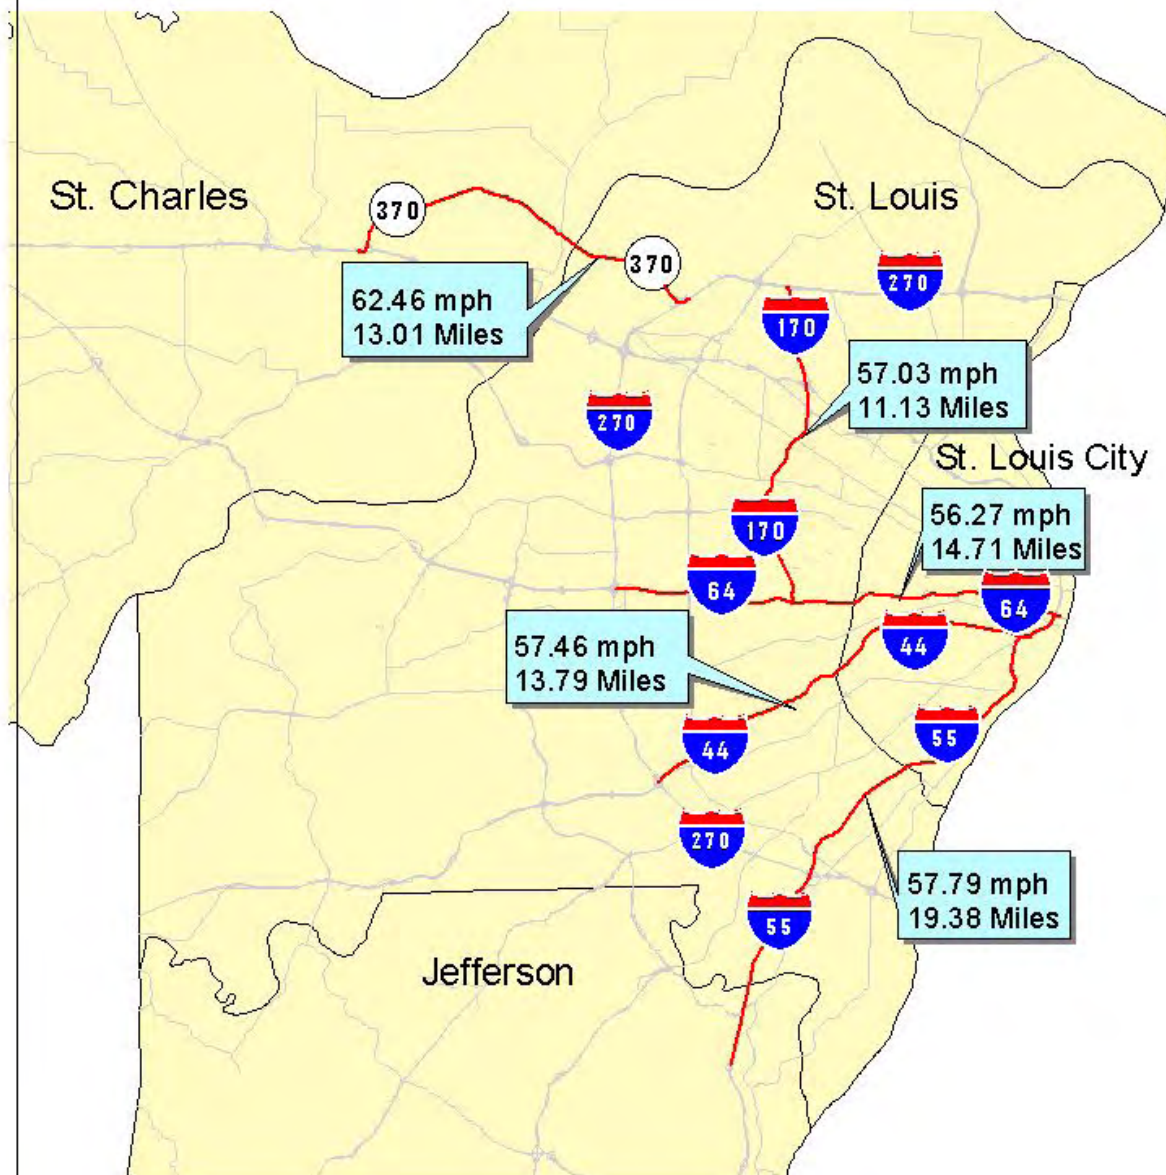 St. Charles
St. Louis
370
370
270
62.46 mph
13.01 Miles
170
57.03 mph
11.13 Miles
270
St. Louis City
170
56.27 mph
14.71 Miles
64
64
44
57.46 mph
13.79 Miles
44
55
270
57.79 mph
19.38 Miles
55
Jefferson